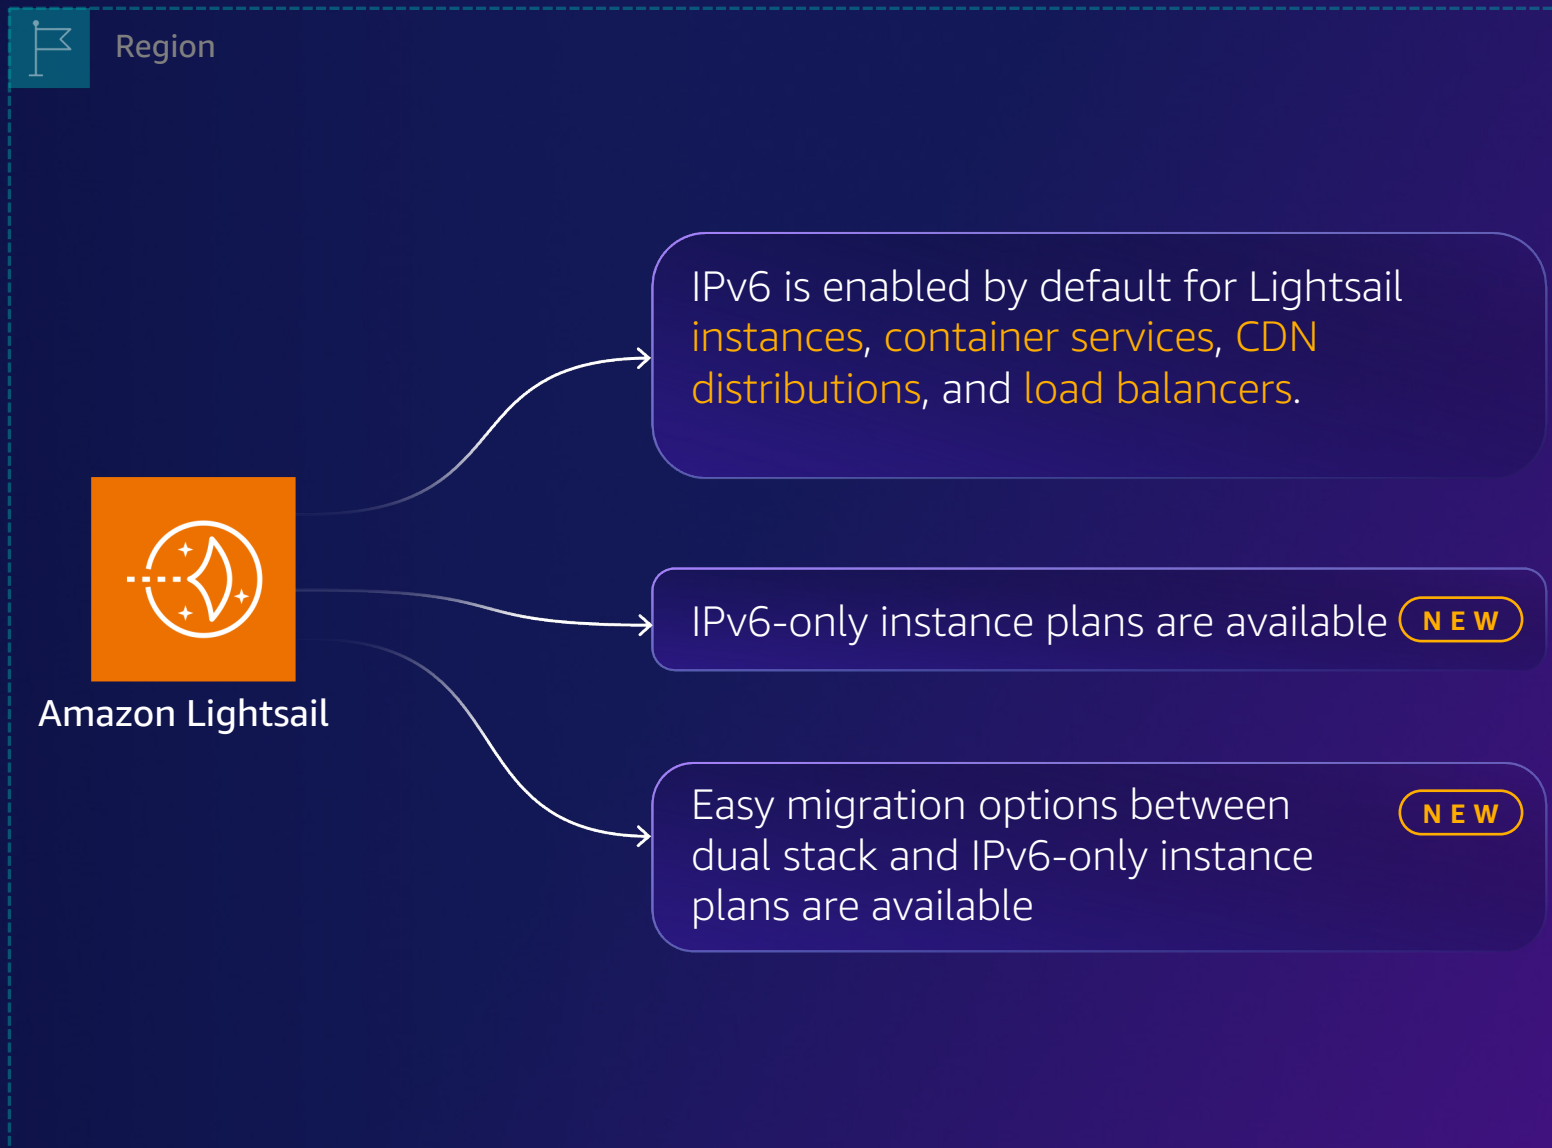 Region
IPv6 is enabled by default for Lightsail
instances, container services, CDN
distributions, and load balancers.
IPv6-only instance plans are available NEW
Amazon Lightsail
Easy migration options between NEW
dual stack and IPv6-only instance
plans are available